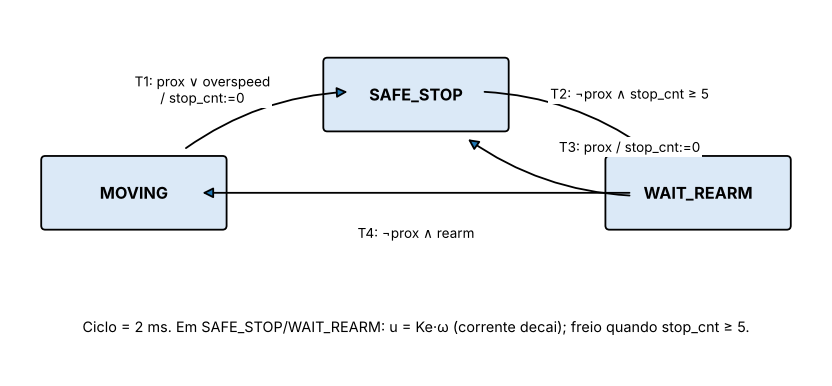 T1: prox ∨ overspeed
/ stop_cnt:=0
SAFE_STOP
T2: ¬prox ∧ stop_cnt ≥ 5
T3: prox / stop_cnt:=0
MOVING
WAIT_REARM
T4: ¬prox ∧ rearm
Ciclo = 2 ms. Em SAFE_STOP/WAIT_REARM: u = Ke·ω (corrente decai); freio quando stop_cnt ≥ 5.